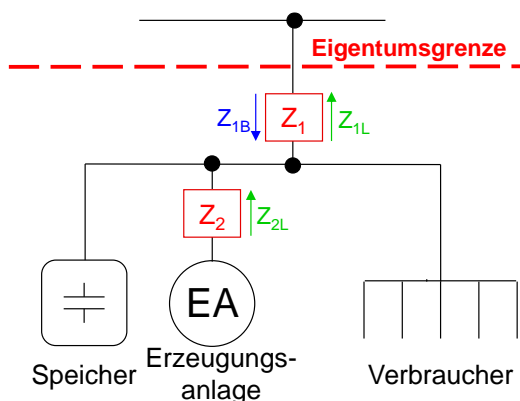 Eigentumsgrenze
Z1B Z1 Z1L
Z2 Z2L
EA
Speicher
Erzeugungs-
anlage
Verbraucher